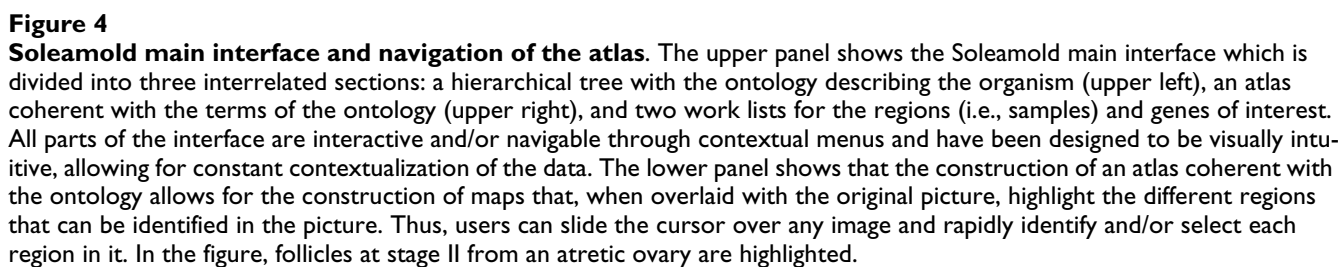 Figure 4
Soleamold main interface and navigation of the atlas. The upper panel shows the Soleamold main interface which is
divided into three interrelated sections: a hierarchical tree with the ontology describing the organism (upper left), an atlas
coherent with the terms of the ontology (upper right), and two work lists for the regions (i.e., samples) and genes of interest.
All parts of the interface are interactive and/or navigable through contextual menus and have been designed to be visually intu-
itive, allowing for constant contextualization of the data. The lower panel shows that the construction of an atlas coherent with
the ontology allows for the construction of maps that, when overlaid with the original picture, highlight the different regions
that can be identified in the picture. Thus, users can slide the cursor over any image and rapidly identify and/or select each
region in it. In the figure, follicles at stage II from an atretic ovary are highlighted.